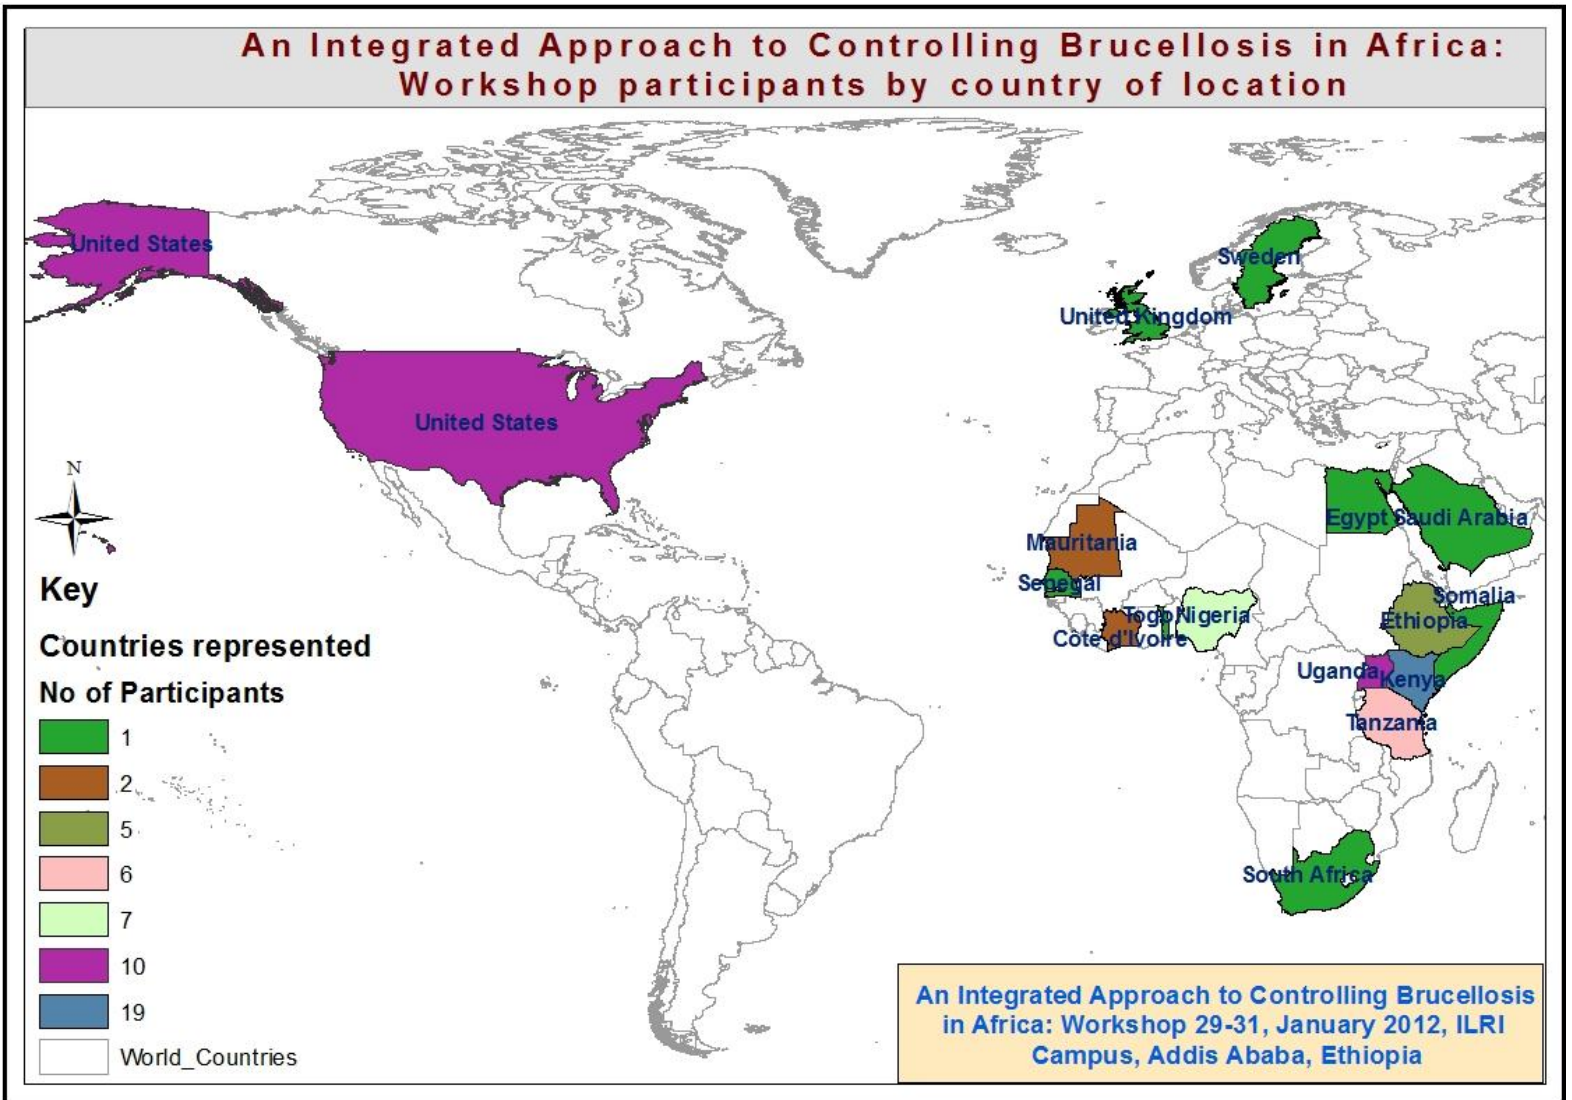 An Integrated Approach to Controlling Brucellosis in Africa:
Workshop participants by country of location
United States
Sweden
United Kingdom
United States
N
Egypt
Saudi Arabia
Mauritania
Senegal
Somalia
Togo
Nigeria
Ethiopia
Côte d'Ivoire
Uganda
Kenya
Tanzania
South Africa
Key
Countries represented
No of Participants
1
2
5
6
7
10
19
World_Countries
An Integrated Approach to Controlling Brucellosis
in Africa: Workshop 29-31, January 2012, ILRI
Campus, Addis Ababa, Ethiopia